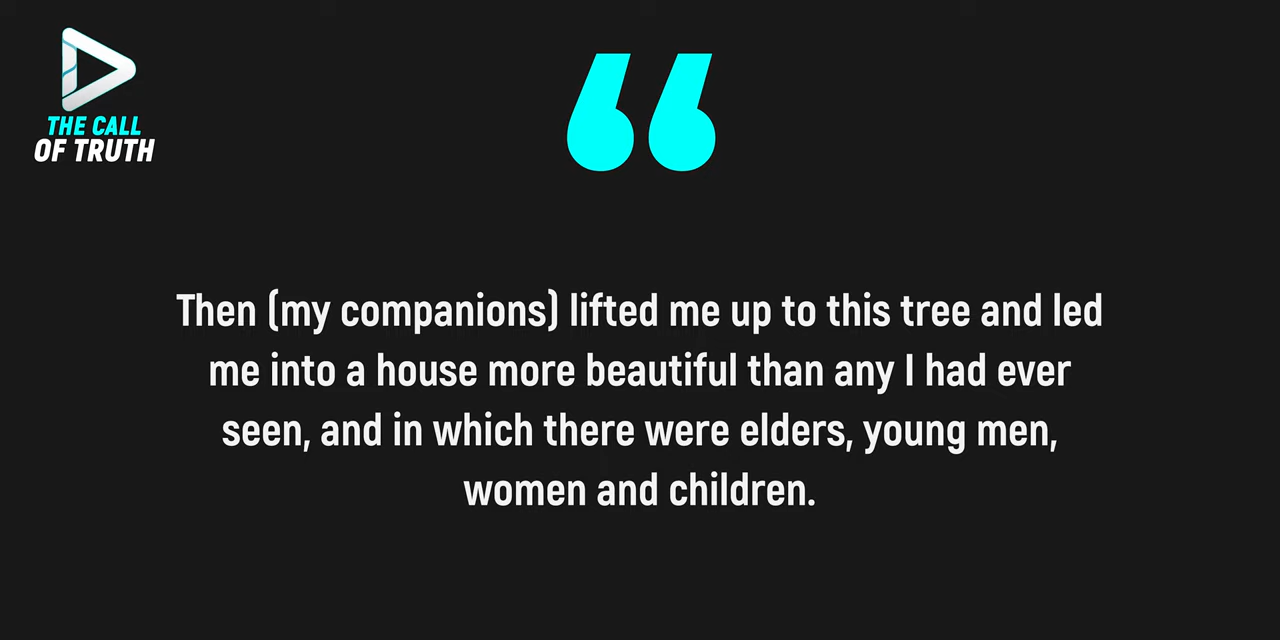 THE CALL
OF TRUTH
“
Then (my companions) lifted me up to this tree and led
me into a house more beautiful than any I had ever
seen, and in which there were elders, young men,
women and children.